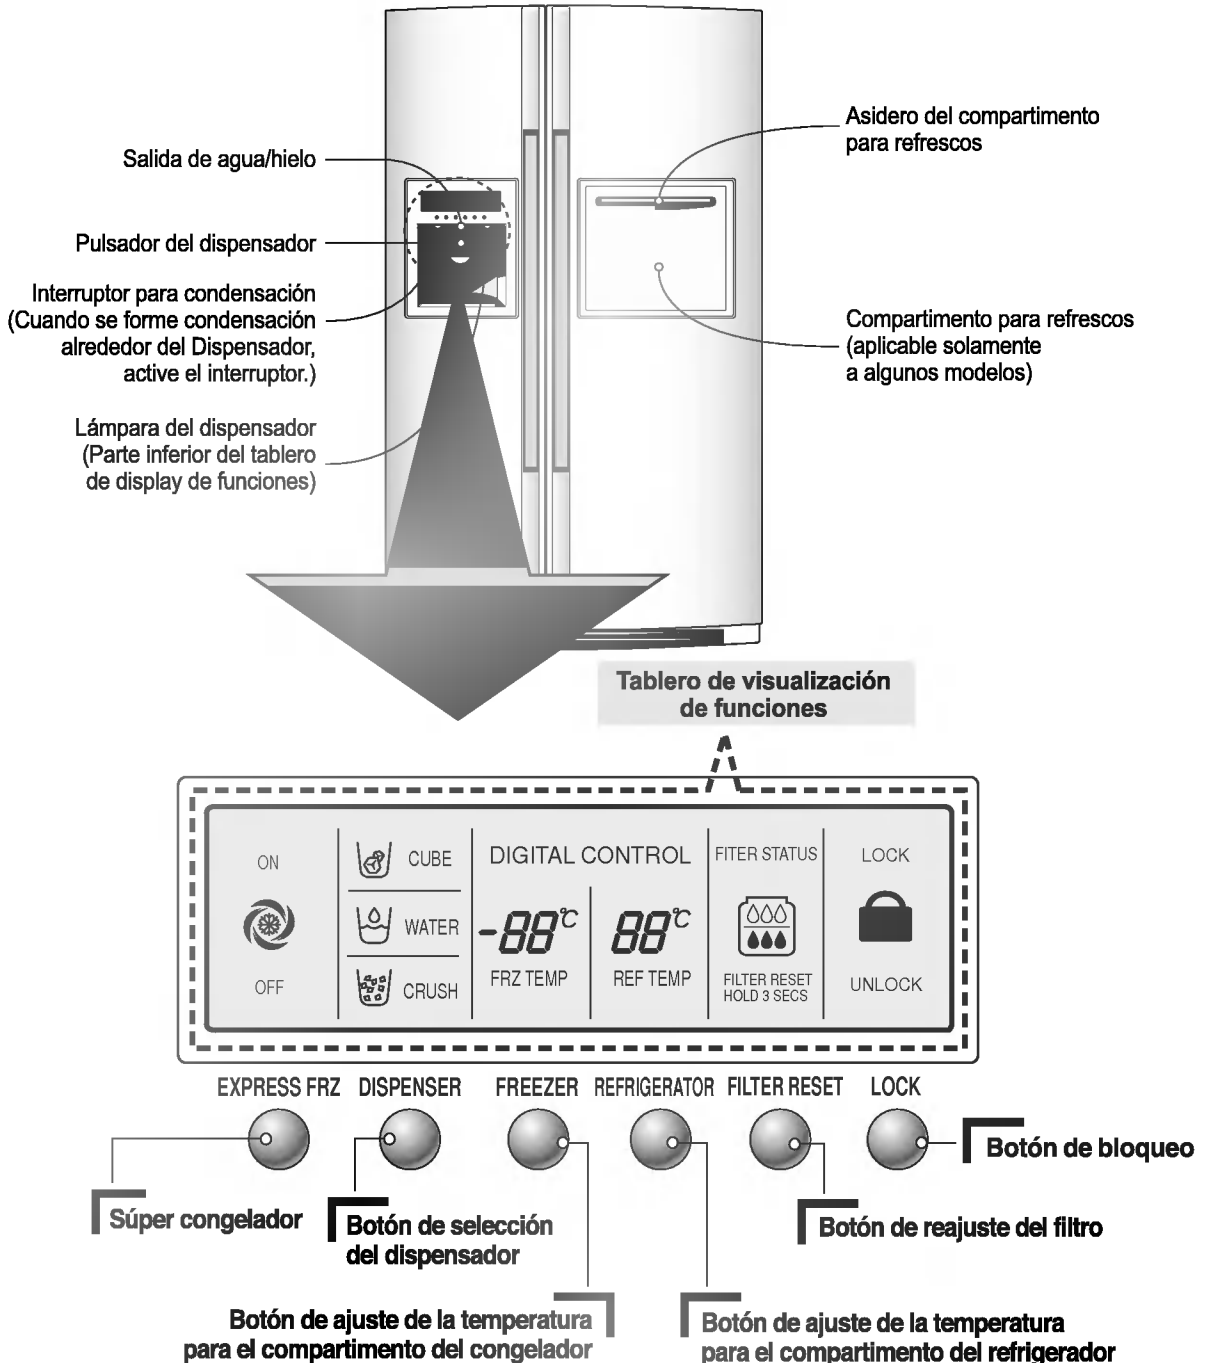 Asidero del compartimento
para refrescos
Salida de agua/hielo
Pulsador del dispensador
Interruptor para condensación
(Cuando se forme condensación
alrededor del Dispensador,
active el interruptor.)
Compartimento para refrescos
(aplicable solamente
a algunos modelos)
Lámpara del dispensador
(Parte inferior del tablero
de display de funciones)
Tablero de visualización
de funciones
ON
OFF
CUBE
WATER
CRUSH
DIGITAL CONTROL
-88°C
FRZ TEMP
88°C
REF TEMP
FITER STATUS
FILTER RESET
HOLD 3 SECS
LOCK
UNLOCK
EXPRESS FRZ DISPENSER FREEZER REFRIGERATOR FILTER RESET LOCK
Botón de bloqueo
Súper congelador
Botón de selección
del dispensador
Botón de reajuste del filtro
Botón de ajuste de la temperatura
para el compartimento del congelador
Botón de ajuste de la temperatura
para el compartimento del refrigerador